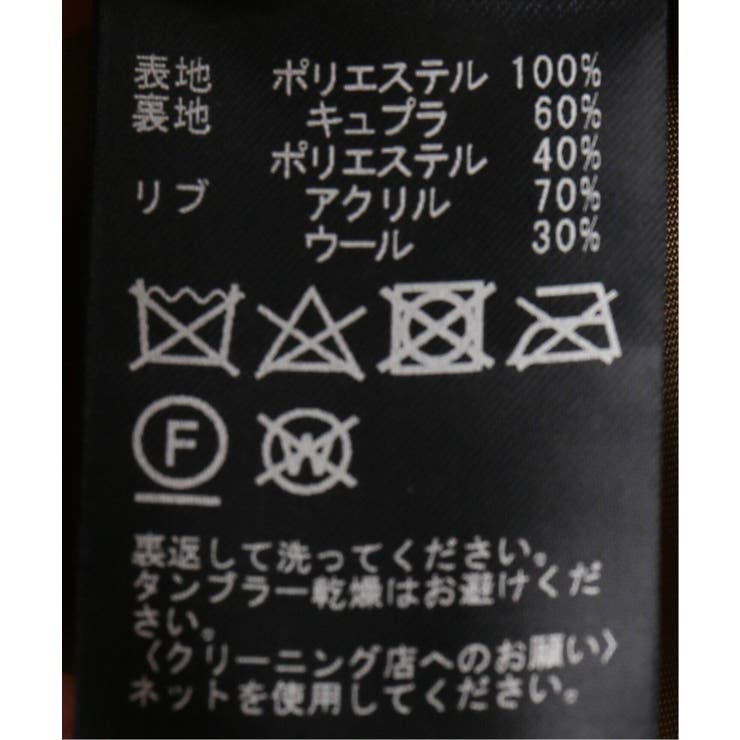 表地 ポリエステル 100%
裏地 キュプラ 60%
ポリエステル 40%
リブ アクリル 70%
ウール 30%
F W
裏返して洗ってください。
タンブラー乾燥はお避けくだ
さい。
〈クリーニング店へのお願い〉
ネットを使用してください。